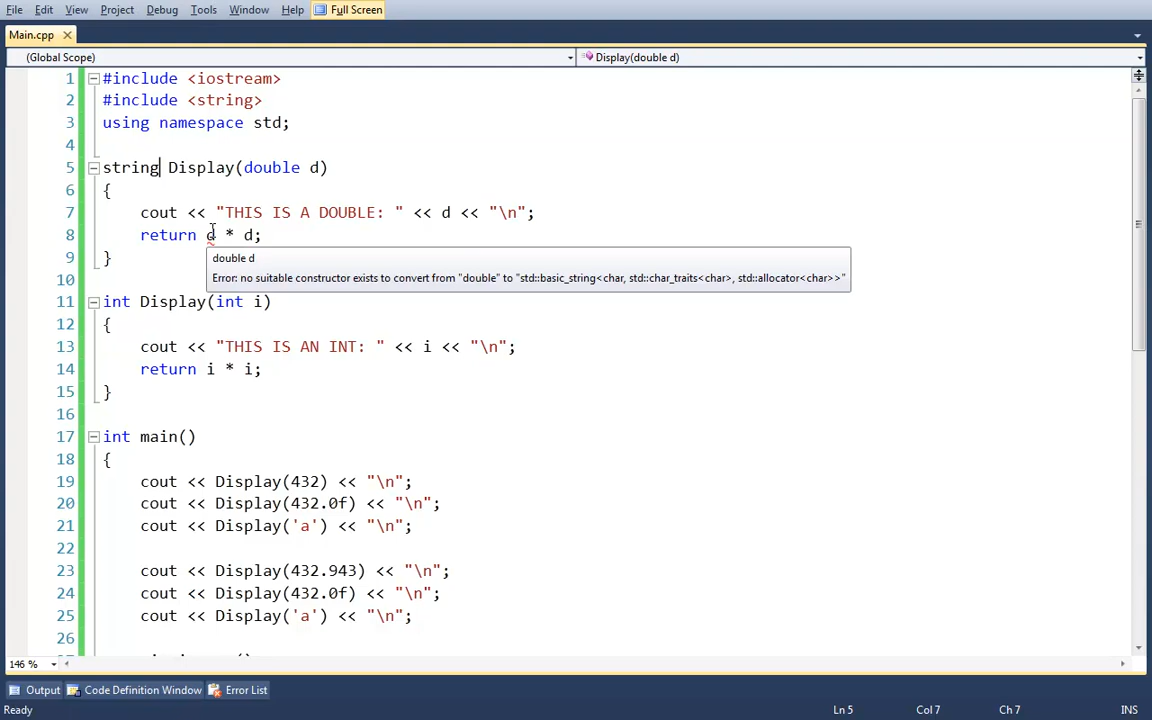 File Edit View Project Debug Tools Window Help Full Screen
Main.cpp
(Global Scope) Display(double d)
1 #include <iostream>
2 #include <string>
3 using namespace std;
4
5 string Display(double d)
6 {
7 cout << "THIS IS A DOUBLE: " << d << "\n";
8 return d * d;
9 }
double d
Error: no suitable constructor exists to convert from "double" to "std::basic_string<char, std::char_traits<char>, std::allocator<char>>"
10
11 int Display(int i)
12 {
13 cout << "THIS IS AN INT: " << i << "\n";
14 return i * i;
15 }
16
17 int main()
18 {
19 cout << Display(432) << "\n";
20 cout << Display(432.0f) << "\n";
21 cout << Display('a') << "\n";
22
23 cout << Display(432.943) << "\n";
24 cout << Display(432.0f) << "\n";
25 cout << Display('a') << "\n";
26
146 %
Output Code Definition Window Error List
Ready Ln 5 Col 7 Ch 7 INS